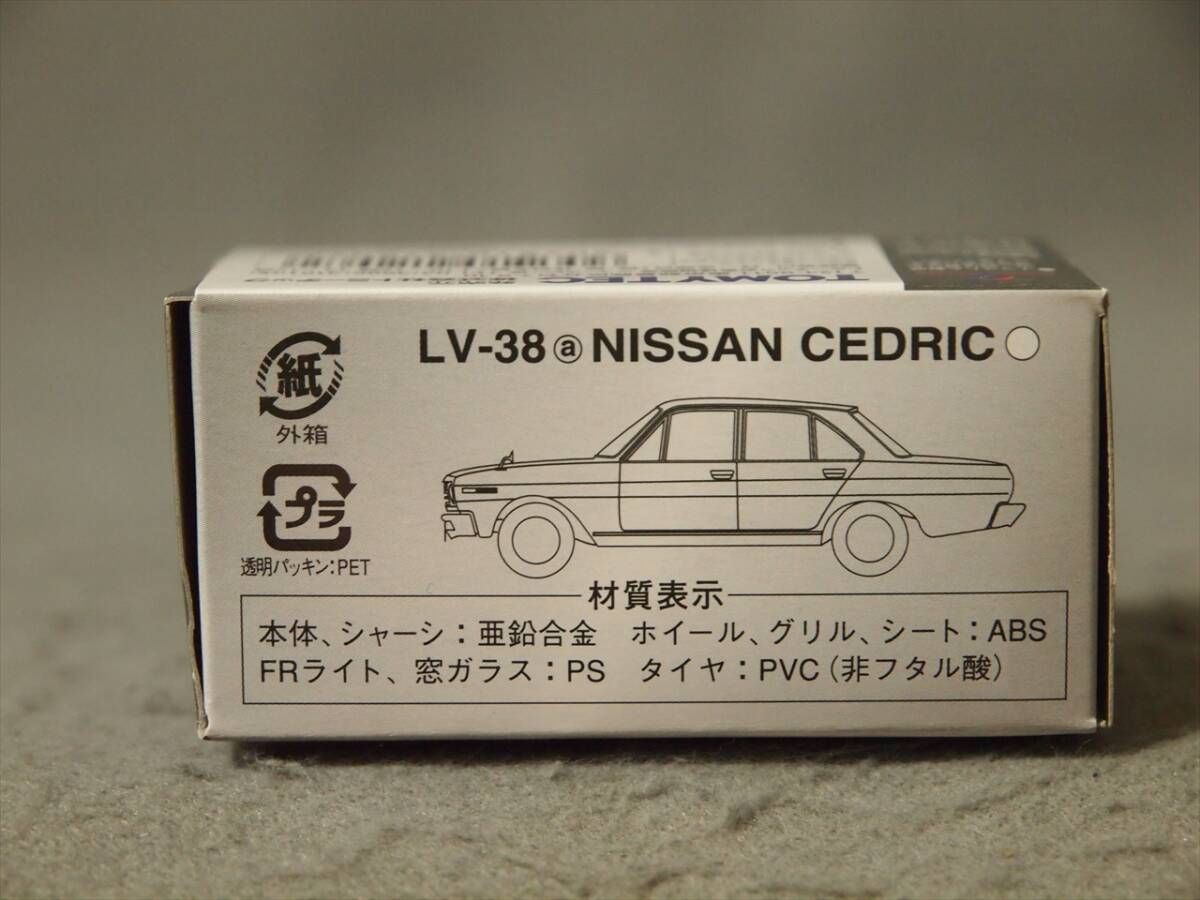 TOMYTEC
LV-38 ⓐ NISSAN CEDRIC ○
紙
外箱
プラ
透明パッキン:PET
材質表示
本体、シャーシ:亜鉛合金 ホイール、グリル、シート:ABS
FRライト、窓ガラス:PS タイヤ:PVC(非フタル酸)